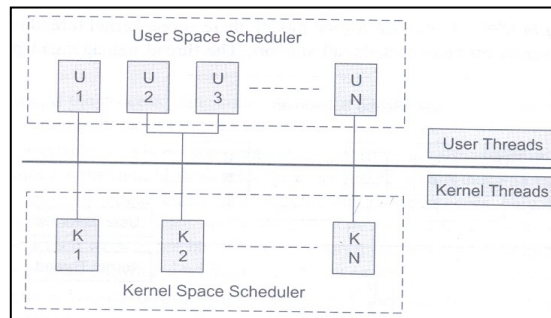 User Space Scheduler
U
1
U
2
U
3
U
N
User Threads
Kernel Threads
K
1
K
2
K
N
Kernel Space Scheduler